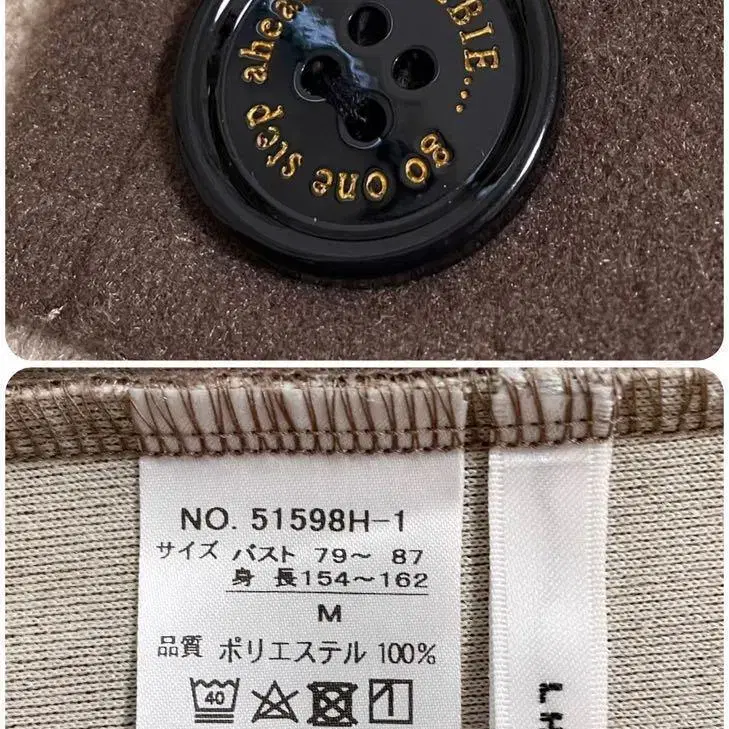 BIE...
go one step ahea
NO. 51598H-1
サイズ バスト 79～ 87
身 長154～162
M
品質 ポリエステル 100%
40
LH